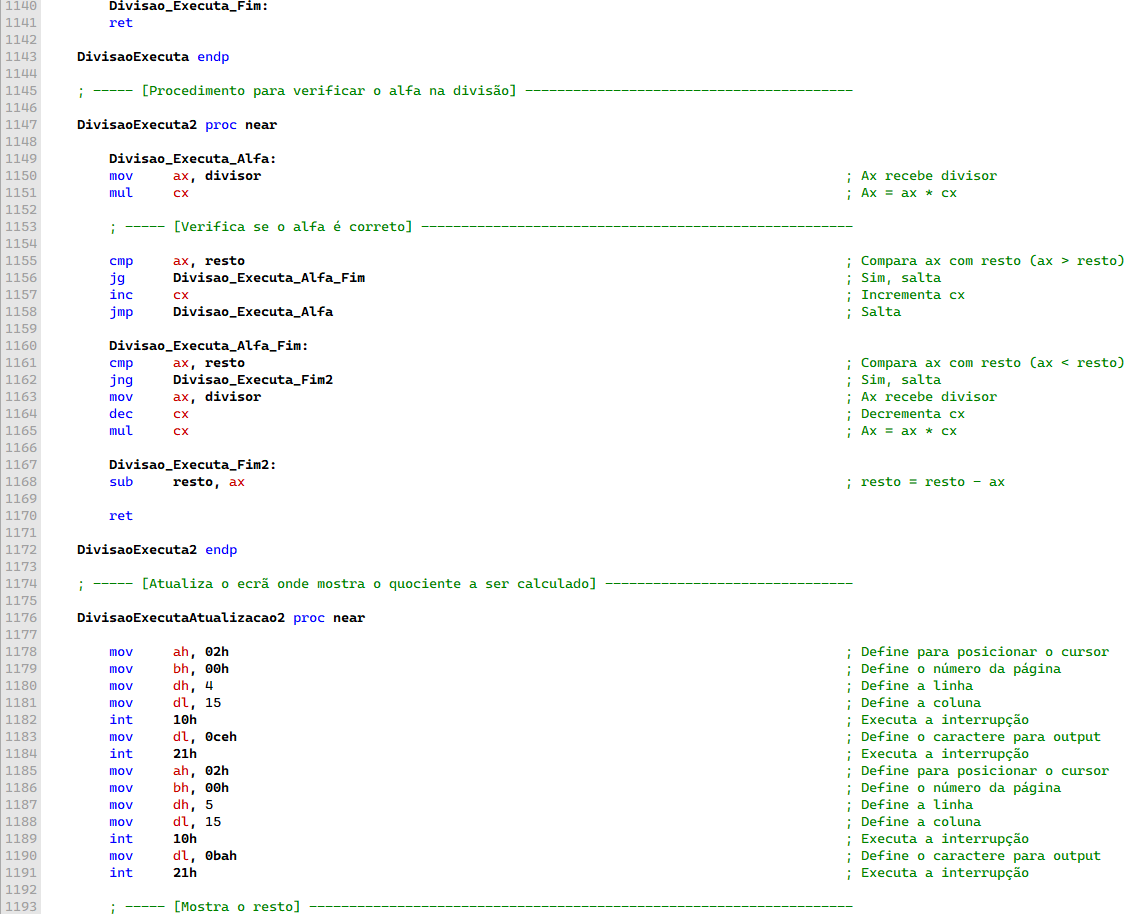 1140 Divisao_Executa_Fim:
1141 ret
1142
1143 DivisaoExecuta endp
1144
1145 ; ----- [Procedimento para verificar o alfa na divisão] -----------------------------------------
1146
1147 DivisaoExecuta2 proc near
1148
1149 Divisao_Executa_Alfa:
1150 mov ax, divisor ; Ax recebe divisor
1151 mul cx ; Ax = ax * cx
1152
1153 ; ----- [Verifica se o alfa é correto] ------------------------------------------------------
1154
1155 cmp ax, resto ; Compara ax com resto (ax > resto)
1156 jg Divisao_Executa_Alfa_Fim ; Sim, salta
1157 inc cx ; Incrementa cx
1158 jmp Divisao_Executa_Alfa ; Salta
1159
1160 Divisao_Executa_Alfa_Fim:
1161 cmp ax, resto ; Compara ax com resto (ax < resto)
1162 jng Divisao_Executa_Fim2 ; Sim, salta
1163 mov ax, divisor ; Ax recebe divisor
1164 dec cx ; Decrementa cx
1165 mul cx ; Ax = ax * cx
1166
1167 Divisao_Executa_Fim2:
1168 sub resto, ax ; resto = resto - ax
1169
1170 ret
1171
1172 DivisaoExecuta2 endp
1173
1174 ; ----- [Atualiza o ecrã onde mostra o quociente a ser calculado] -------------------------------
1175
1176 DivisaoExecutaAtualizacao2 proc near
1177
1178 mov ah, 02h ; Define para posicionar o cursor
1179 mov bh, 00h ; Define o número da página
1180 mov dh, 4 ; Define a linha
1181 mov dl, 15 ; Define a coluna
1182 int 10h ; Executa a interrupção
1183 mov dl, 0ceh ; Define o caractere para output
1184 int 21h ; Executa a interrupção
1185 mov ah, 02h ; Define para posicionar o cursor
1186 mov bh, 00h ; Define o número da página
1187 mov dh, 5 ; Define a linha
1188 mov dl, 15 ; Define a coluna
1189 int 10h ; Executa a interrupção
1190 mov dl, 0bah ; Define o caractere para output
1191 int 21h ; Executa a interrupção
1192
1193 ; ----- [Mostra o resto] --------------------------------------------------------------------